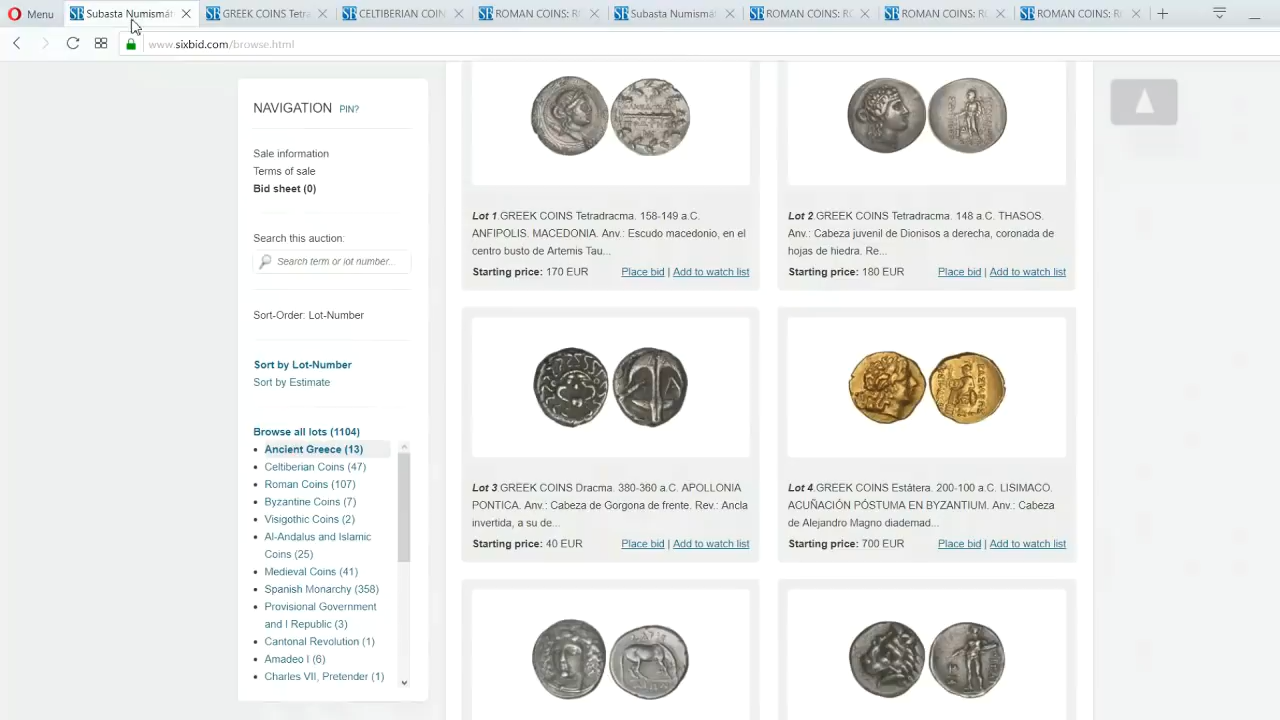 Menu
Subasta Numismát
GREEK COINS Tetra
CELTIBERIAN COIN
ROMAN COINS: R
Subasta Numismá
ROMAN COINS: R
ROMAN COINS: R
ROMAN COINS: R
www.sixbid.com/browse.html
NAVIGATION PIN?
Sale information
Terms of sale
Bid sheet (0)
Search this auction:
Search term or lot number...
Sort-Order: Lot-Number
Sort by Lot-Number
Sort by Estimate
Browse all lots (1104)
Ancient Greece (13)
Celtiberian Coins (47)
Roman Coins (107)
Byzantine Coins (7)
Visigothic Coins (2)
Al-Andalus and Islamic
Coins (25)
Medieval Coins (41)
Spanish Monarchy (358)
Provisional Government
and I Republic (3)
Cantonal Revolution (1)
Amadeo I (6)
Charles VII, Pretender (1)
Lot 1 GREEK COINS Tetradracma. 158-149 a.C.
ANFIPOLIS. MACEDONIA. Anv.: Escudo macedonio, en el
centro busto de Artemis Tau...
Starting price: 170 EUR Place bid | Add to watch list
Lot 2 GREEK COINS Tetradracma. 148 a.C. THASOS.
Anv.: Cabeza juvenil de Dionisos a derecha, coronada de
hojas de hiedra. Re...
Starting price: 180 EUR Place bid | Add to watch list
Lot 3 GREEK COINS Dracma. 380-360 a.C. APOLLONIA
PONTICA. Anv.: Cabeza de Gorgona de frente. Rev.: Ancla
invertida, a su de...
Starting price: 40 EUR Place bid | Add to watch list
Lot 4 GREEK COINS Estátera. 200-100 a.C. LISIMACO.
ACUÑACIÓN PÓSTUMA EN BYZANTIUM. Anv.: Cabeza
de Alejandro Magno diademad...
Starting price: 700 EUR Place bid | Add to watch list